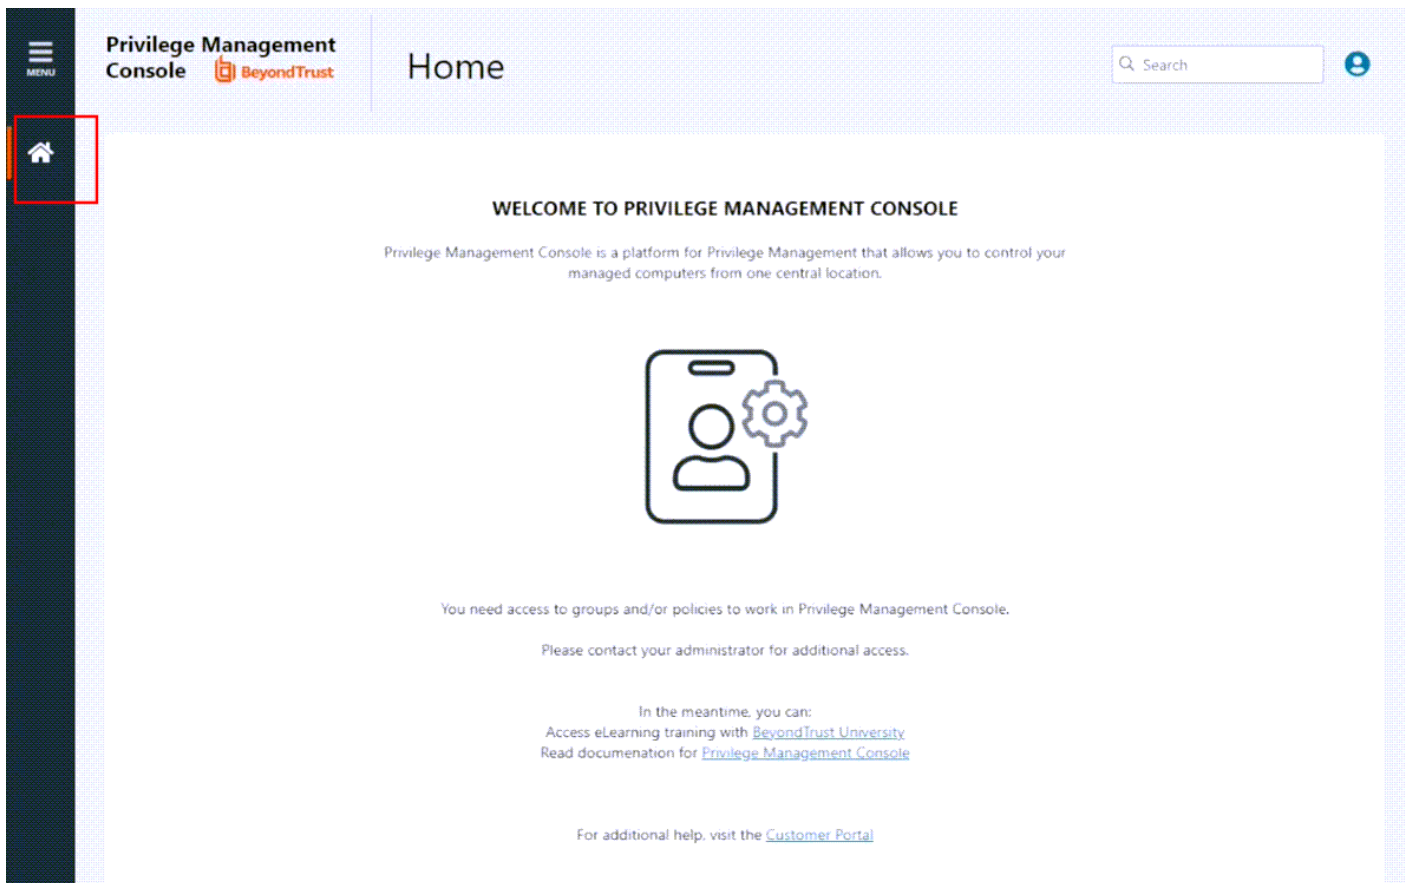 MENU
Privilege Management
Console BeyondTrust
Home
Search
WELCOME TO PRIVILEGE MANAGEMENT CONSOLE
Privilege Management Console is a platform for Privilege Management that allows you to control your
managed computers from one central location.
You need access to groups and/or policies to work in Privilege Management Console.
Please contact your administrator for additional access.
In the meantime, you can:
Access eLearning training with BeyondTrust University
Read documenation for Privilege Management Console
For additional help, visit the Customer Portal